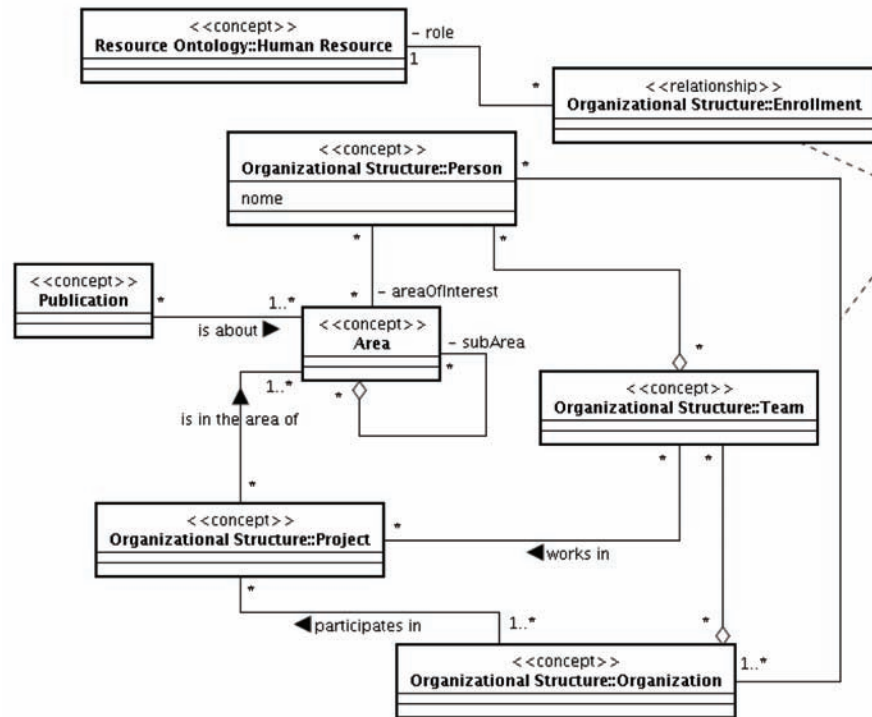 <<concept>>
Resource Ontology::Human Resource
– role
1
*
<<relationship>>
Organizational Structure::Enrollment
<<concept>>
Organizational Structure::Person
nome
*
*
*
<<concept>>
Publication
*
1..*
is about ▶
*
– areaOfInterest
<<concept>>
Area
– subArea
*
*
1..*
▲
is in the area of
*
<<concept>>
Organizational Structure::Team
*
*
*
<<concept>>
Organizational Structure::Project
*
◀ works in
*
◀ participates in
1..*
*
1..*
<<concept>>
Organizational Structure::Organization